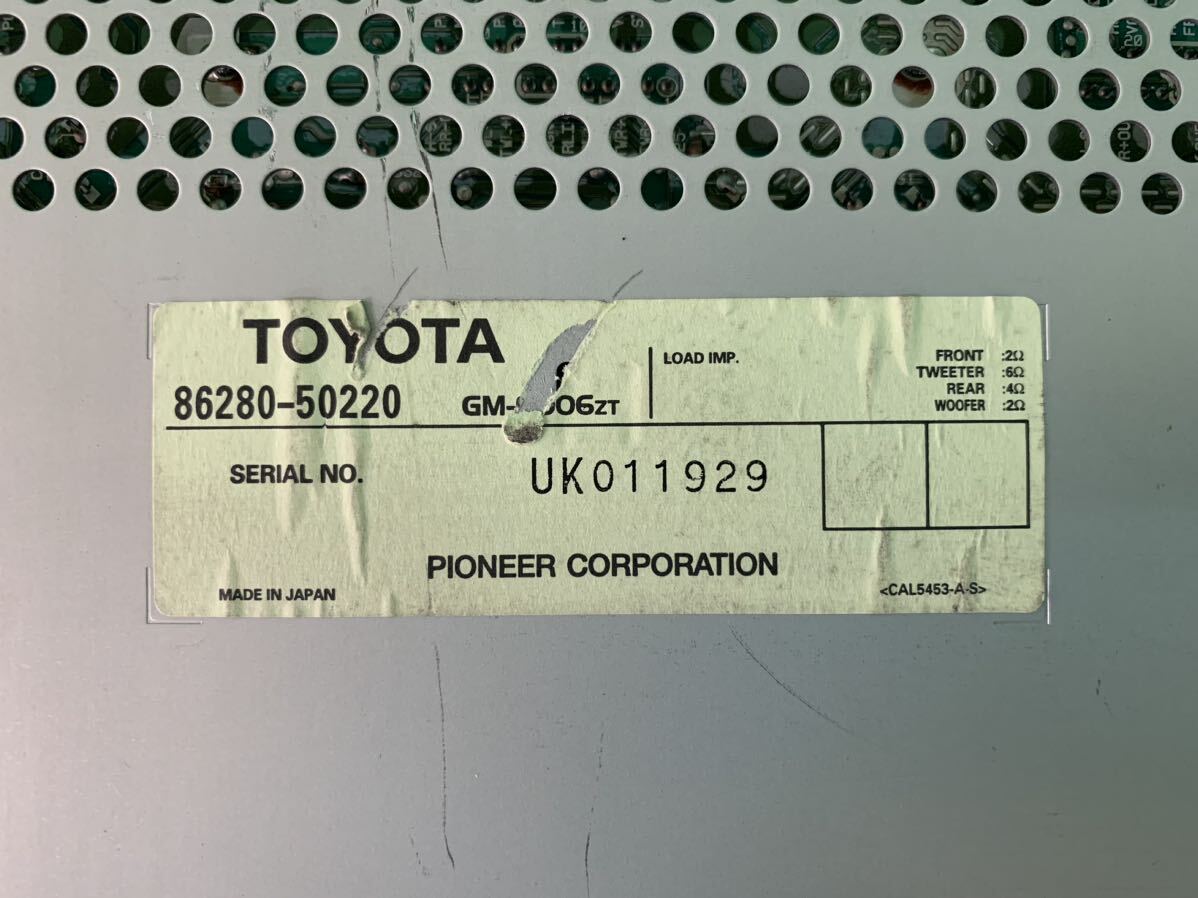 TOYOTA
86280-50220
LOAD IMP.
FRONT :2Ω
TWEETER :6Ω
REAR :4Ω
WOOFER :2Ω
SERIAL NO. UK011929
PIONEER CORPORATION
MADE IN JAPAN <CAL5453-A-S>